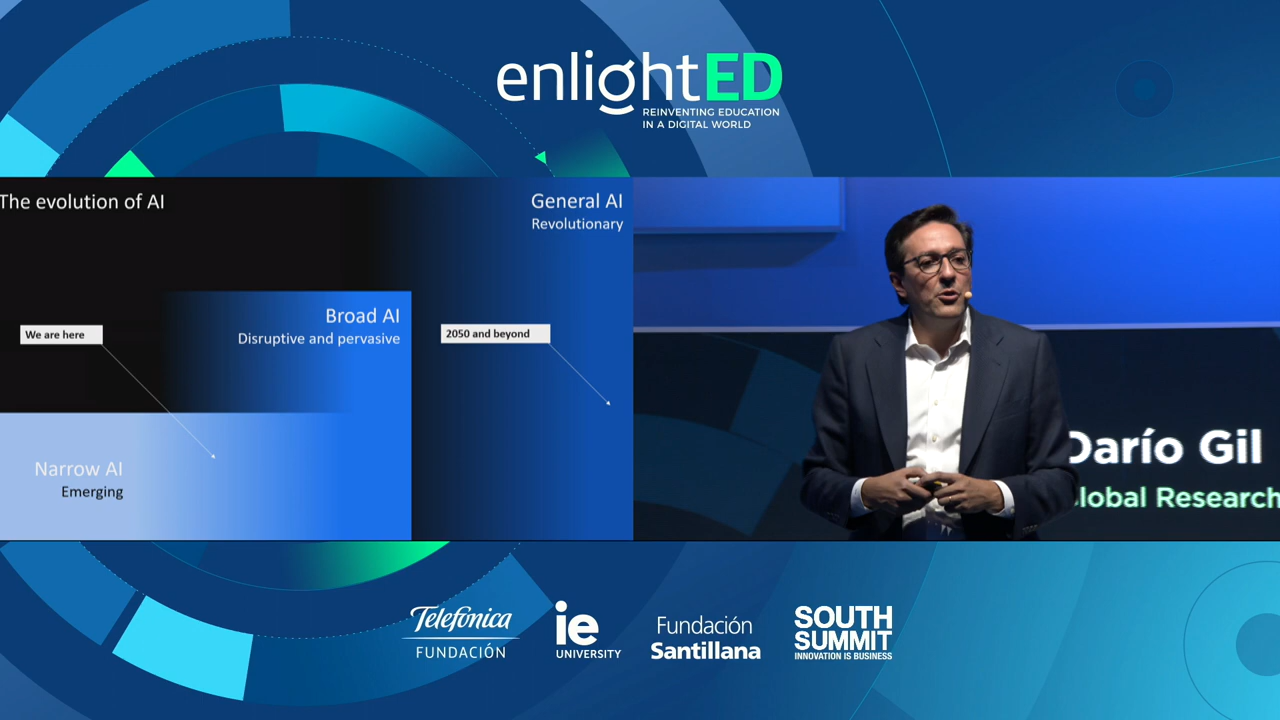 enlightED
REINVENTING EDUCATION
IN A DIGITAL WORLD
The evolution of AI
General AI
Revolutionary
Broad AI
Disruptive and pervasive
We are here
2050 and beyond
Narrow AI
Emerging
Darío Gil
Global Research
Telefónica
FUNDACIÓN
ie
UNIVERSITY
Fundación
Santillana
SOUTH
SUMMIT
INNOVATION IS BUSINESS